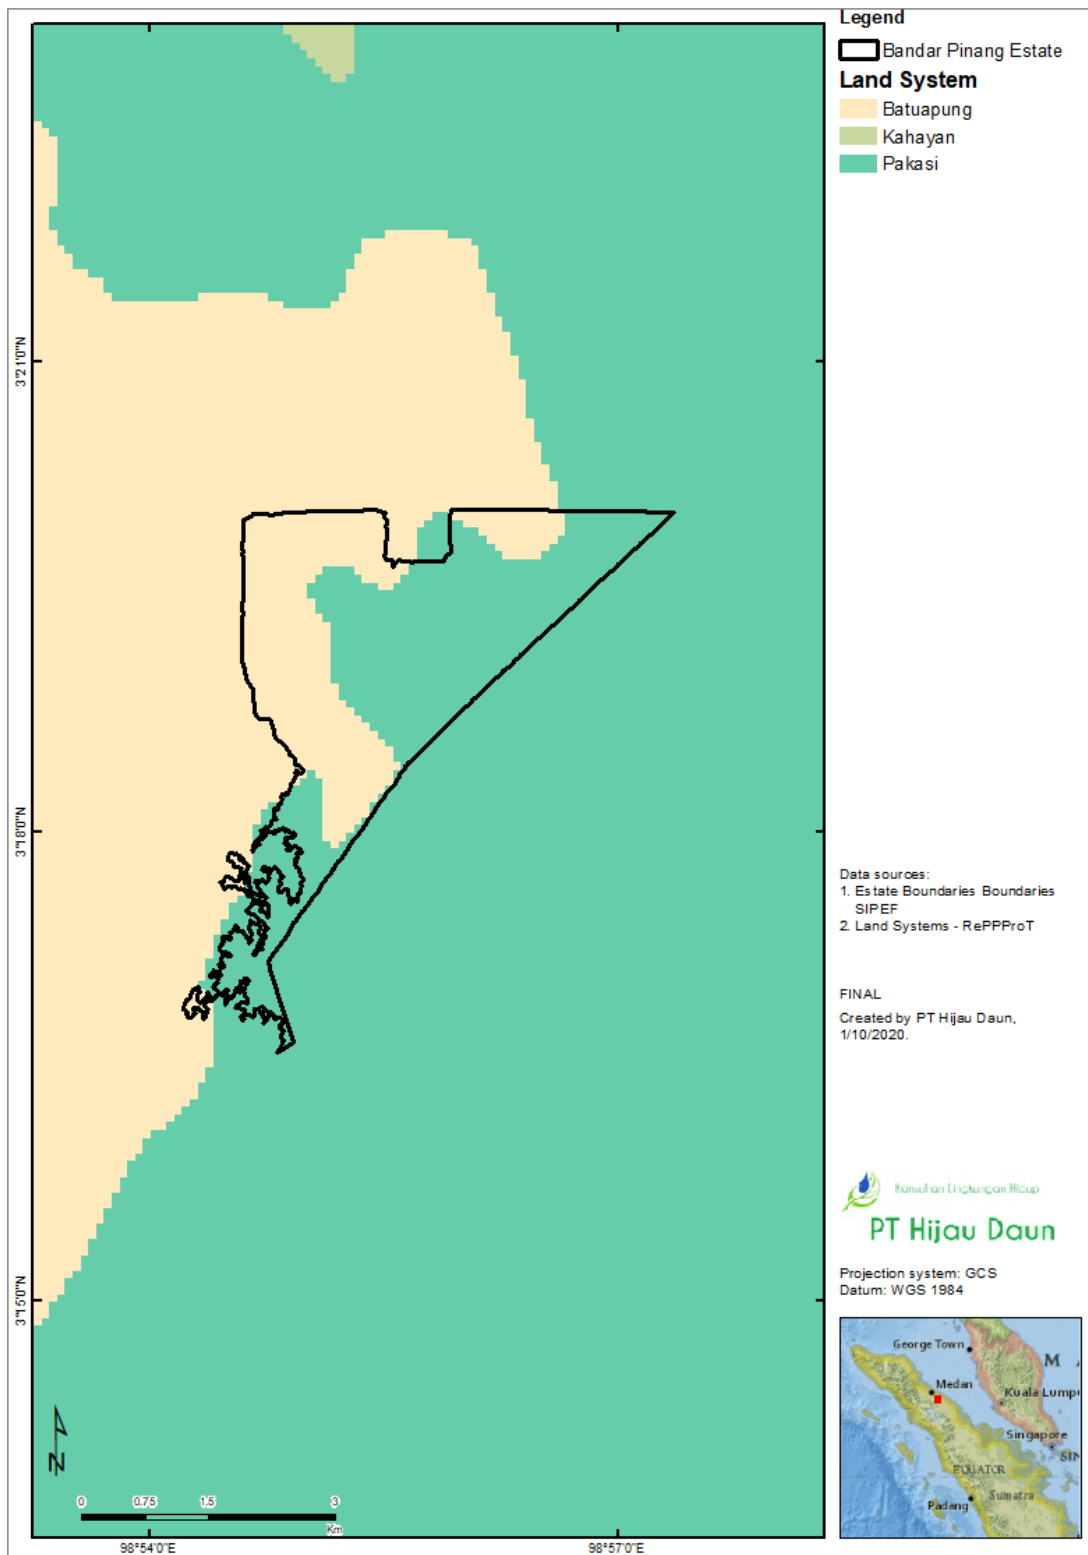 Legend
Bandar Pinang Estate
Land System
Batuapung
Kahayan
Pakasi
3°21'0"N
3°18'0"N
3°15'0"N
98°54'0"E
98°57'0"E
N
0 0.75 1.5 3
Km
Data sources:
1. Estate Boundaries Boundaries
SIPEF
2. Land Systems - RePPProT
FINAL
Created by PT Hijau Daun,
1/10/2020.
Konsultan Lingkungan Hidup
PT Hijau Daun
Projection system: GCS
Datum: WGS 1984
George Town
M A
Medan
Kuala Lump
Singapore
SIN
EQUATOR
Sumatra
Padang